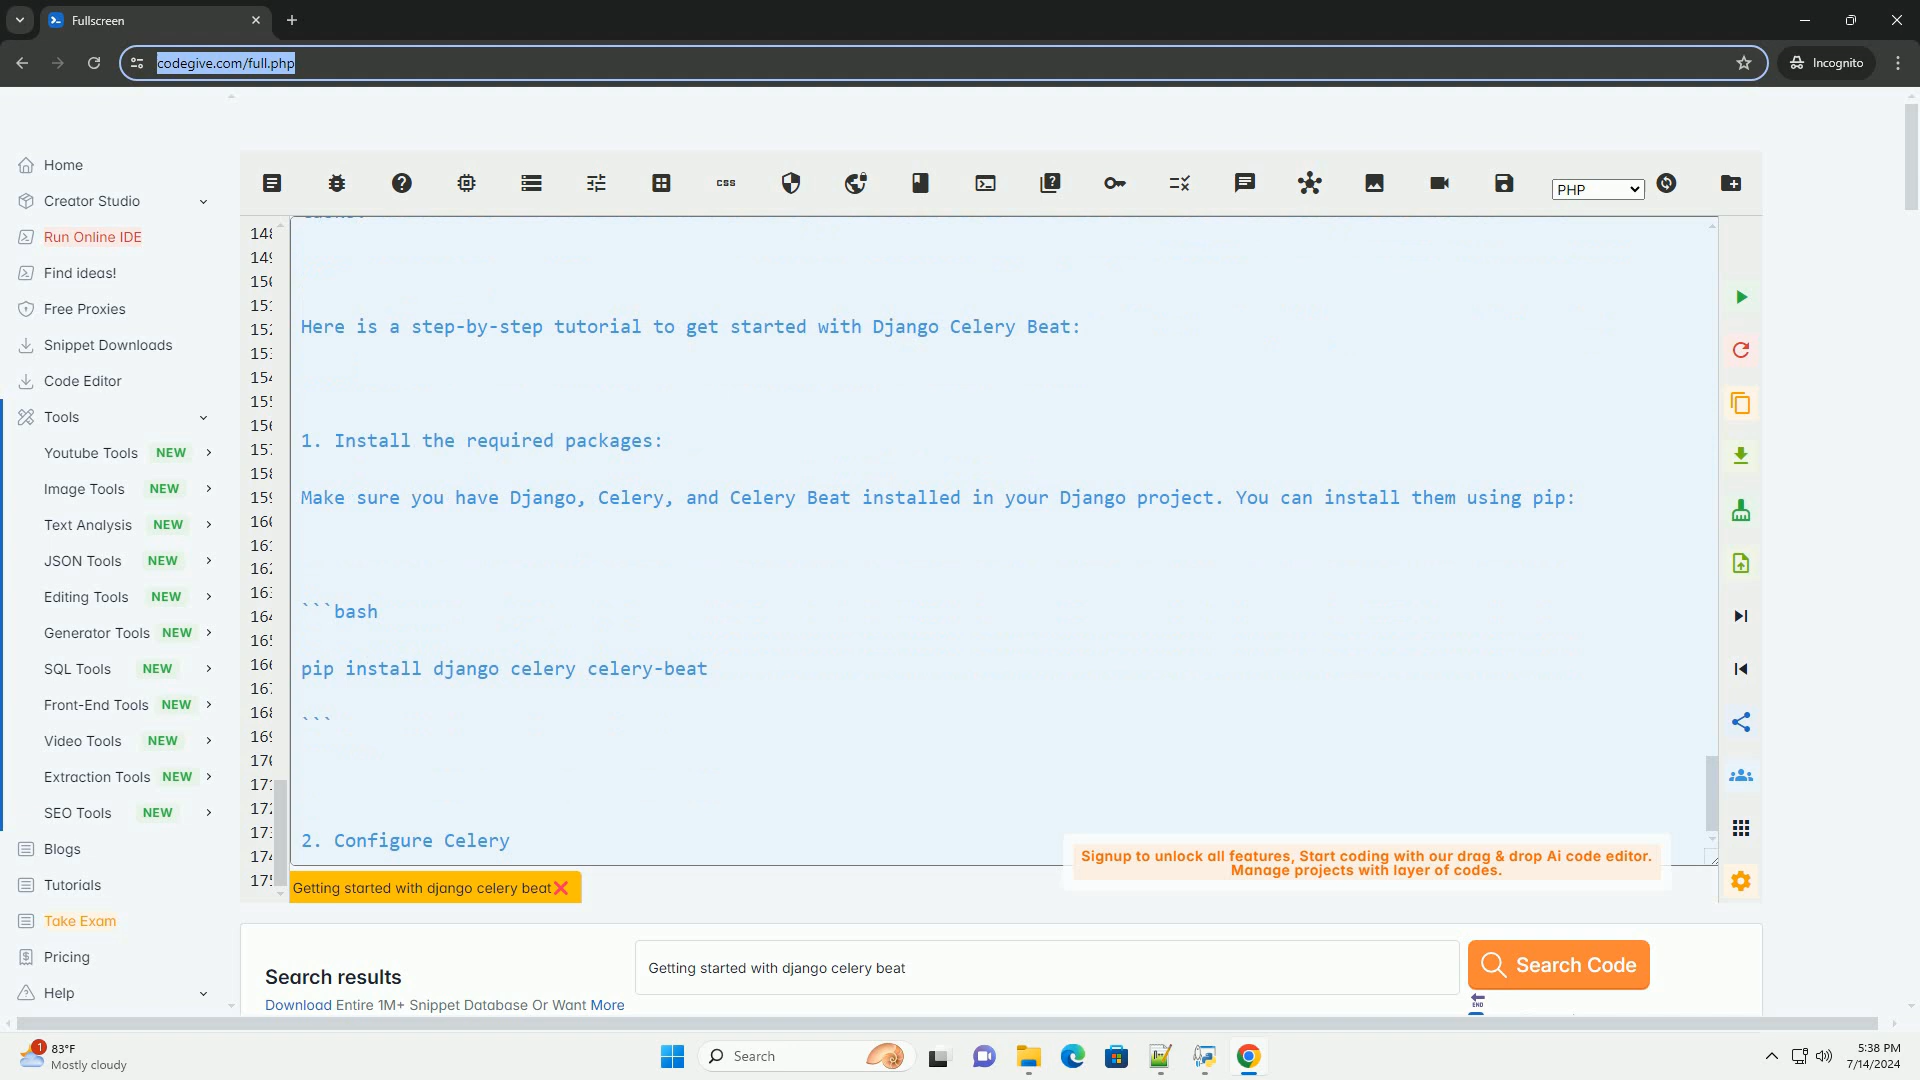 Fullscreen
codegive.com/full.php
Incognito
Home
Creator Studio
Run Online IDE
Find ideas!
Free Proxies
Snippet Downloads
Code Editor
Tools
Youtube Tools NEW
Image Tools NEW
Text Analysis NEW
JSON Tools NEW
Editing Tools NEW
Generator Tools NEW
SQL Tools NEW
Front-End Tools NEW
Video Tools NEW
Extraction Tools NEW
SEO Tools NEW
Blogs
Tutorials
Take Exam
Pricing
Help
css
PHP
Here is a step-by-step tutorial to get started with Django Celery Beat:
1. Install the required packages:
Make sure you have Django, Celery, and Celery Beat installed in your Django project. You can install them using pip:
```bash
pip install django celery celery-beat
```
2. Configure Celery
Signup to unlock all features, Start coding with our drag & drop Ai code editor.
Manage projects with layer of codes.
Getting started with django celery beat
Search results
Download Entire 1M+ Snippet Database Or Want More
Getting started with django celery beat
Search Code
END
1
83°F
Mostly cloudy
Search
5:38 PM
7/14/2024